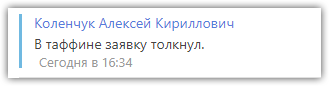 Коленчук Алексей Кириллович
В таффине заявку толкнул.
Сегодня в 16:34